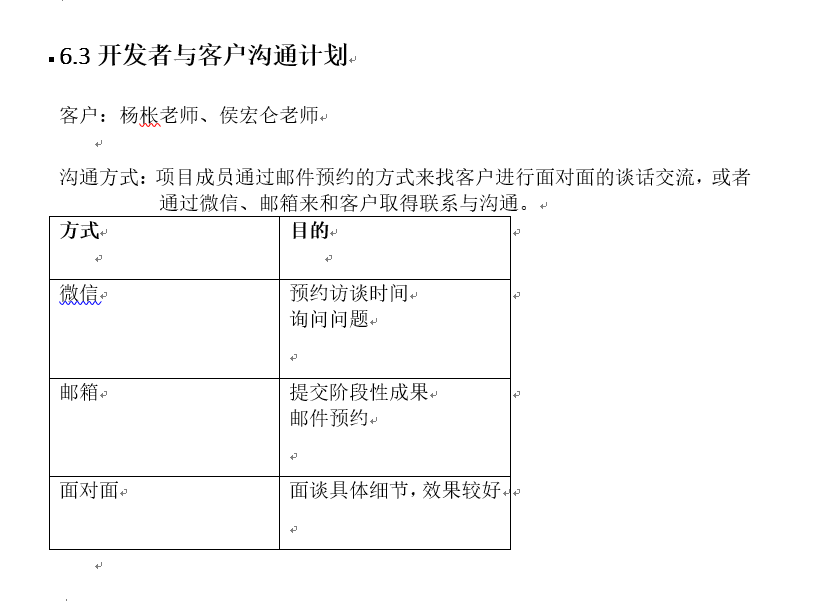 6.3 开发者与客户沟通计划
客户：杨枨老师、侯宏仑老师
沟通方式：项目成员通过邮件预约的方式来找客户进行面对面的谈话交流，或者
通过微信、邮箱来和客户取得联系与沟通。
方式 目的
微信 预约访谈时间
询问问题
邮箱 提交阶段性成果
邮件预约
面对面 面谈具体细节，效果较好